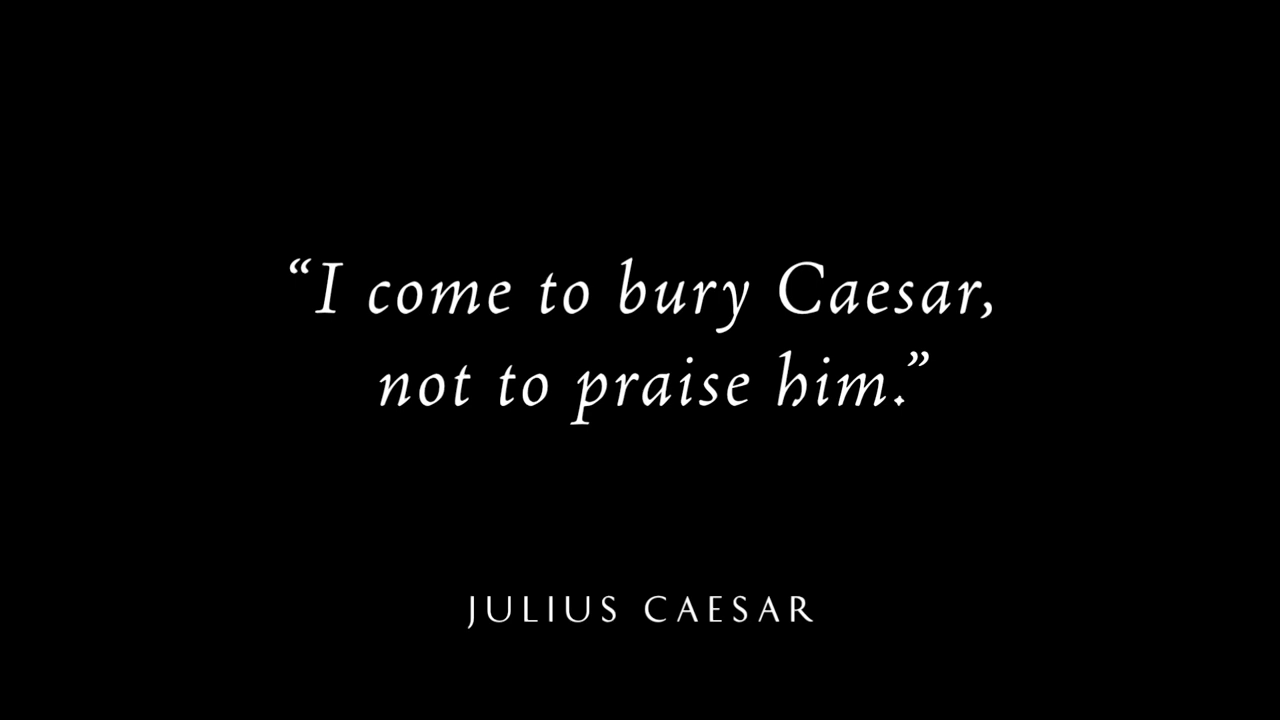 “I come to bury Caesar,
not to praise him.”
JULIUS CAESAR